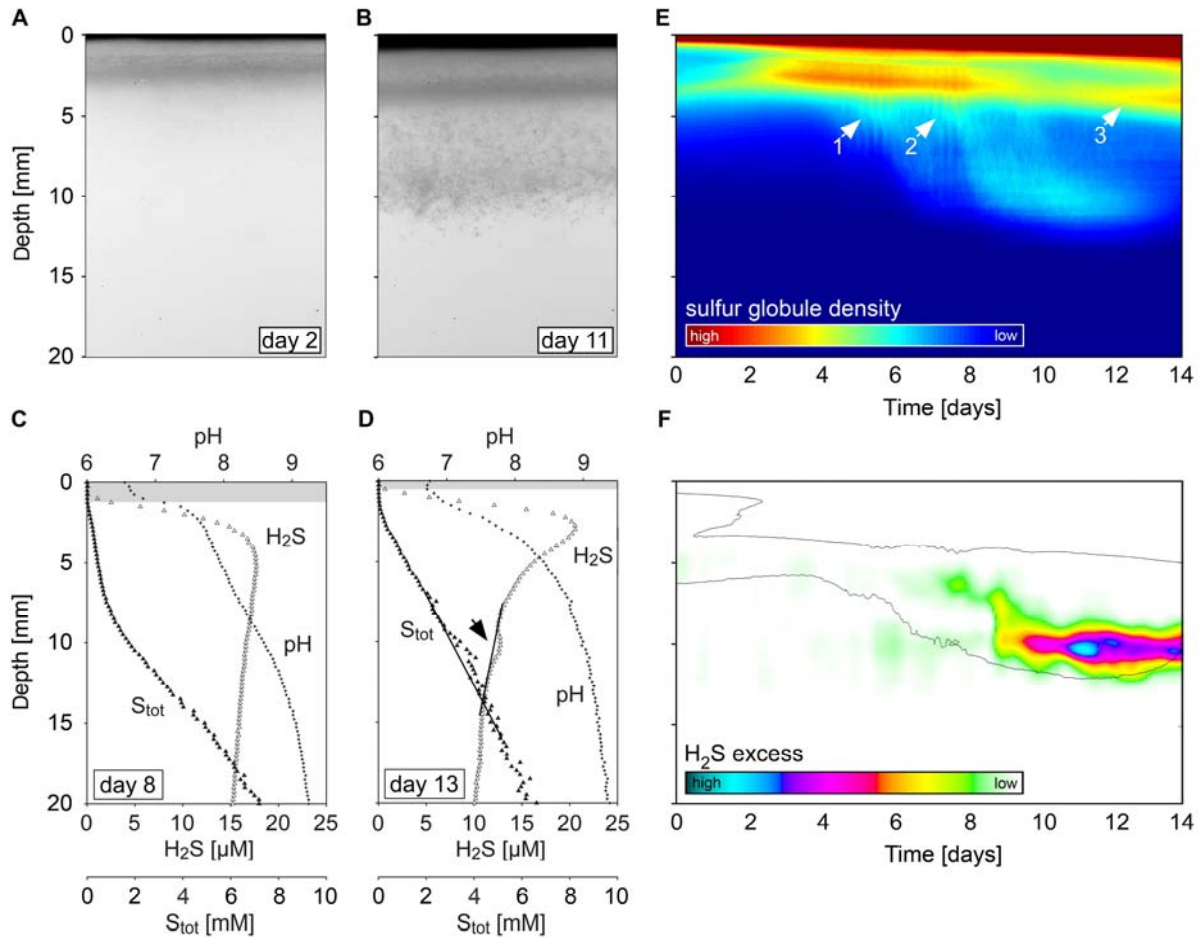 A
B
E
0
5
10
15
20
Depth [mm]
day 2
day 11
1
2
3
sulfur globule density
high
low
0 2 4 6 8 10 12 14
Time [days]
C
D
F
pH
pH
6 7 8 9
6 7 8 9
0
5
10
15
20
Depth [mm]
H2S
pH
Stot
day 8
H2S
Stot
pH
day 13
0 5 10 15 20 25
0 5 10 15 20 25
H2S [µM]
H2S [µM]
0 2 4 6 8 10
0 2 4 6 8 10
Stot [mM]
Stot [mM]
H2S excess
high
low
0 2 4 6 8 10 12 14
Time [days]